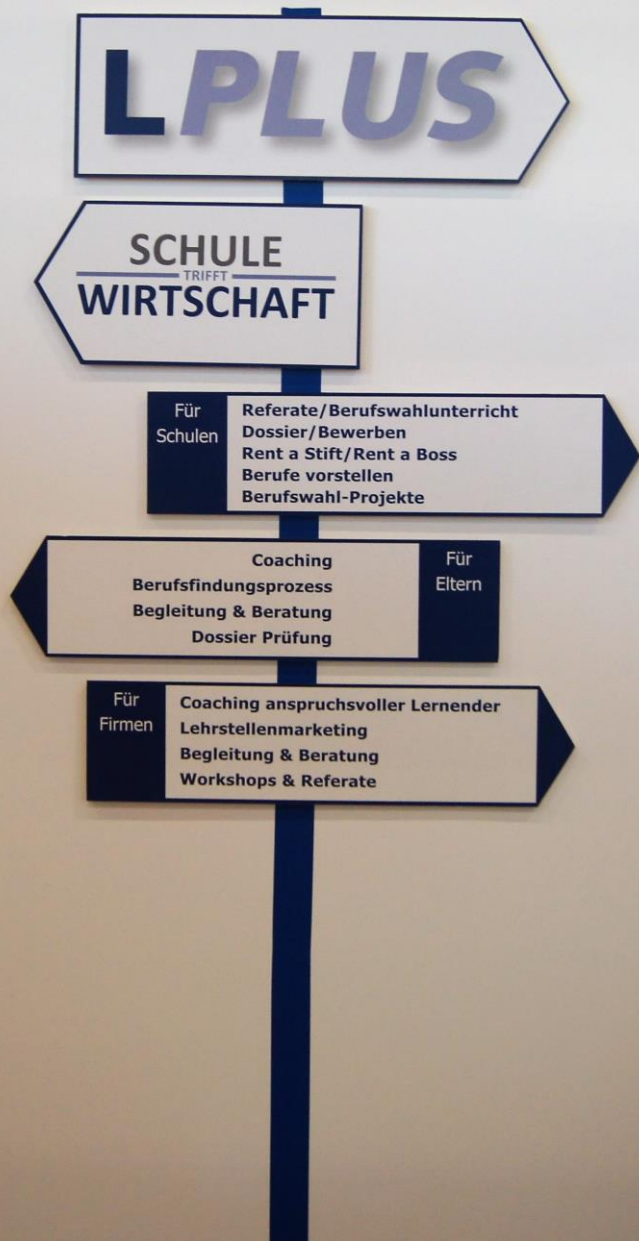 LPLUS
SCHULE
TRIFFT
WIRTSCHAFT
Für
Schulen
Referate/Berufswahlunterricht
Dossier/Bewerben
Rent a Stift/Rent a Boss
Berufe vorstellen
Berufswahl-Projekte
Coaching
Berufsfindungsprozess
Begleitung & Beratung
Dossier Prüfung
Für
Eltern
Für
Firmen
Coaching anspruchsvoller Lernender
Lehrstellenmarketing
Begleitung & Beratung
Workshops & Referate